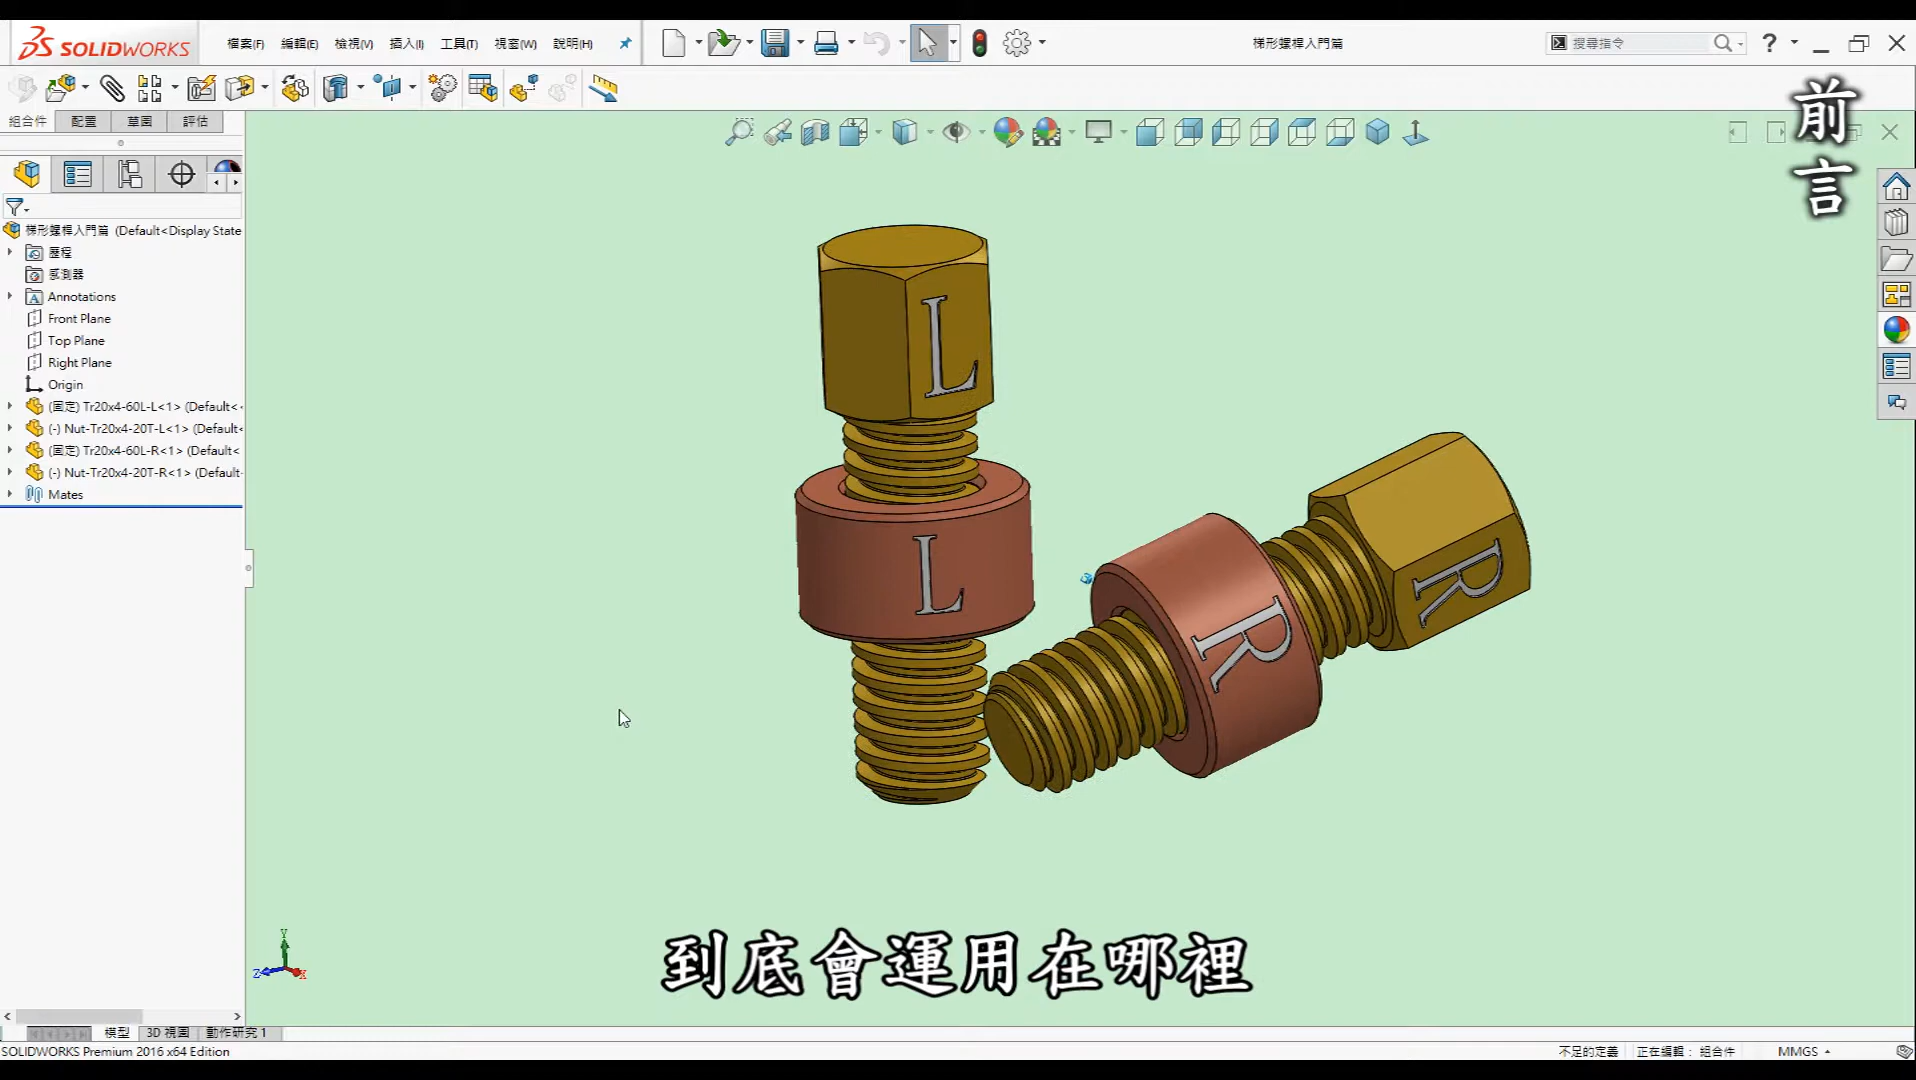 SOLIDWORKS
檔案(F) 編輯(E) 檢視(V) 插入(I) 工具(T) 視窗(W) 說明(H)
梯形螺桿入門篇
搜尋指令
?
組合件 配置 草圖 評估
前言
梯形螺桿入門篇 (Default<Display State
歷程
感測器
Annotations
Front Plane
Top Plane
Right Plane
Origin
(固定) Tr20x4-60L-L<1> (Default<
(-) Nut-Tr20x4-20T-L<1> (Default<
(固定) Tr20x4-60L-R<1> (Default<
(-) Nut-Tr20x4-20T-R<1> (Default
Mates
L
L
R
R
Y
Z X
到底會運用在哪裡
模型 3D 視圖 動作研究 1
SOLIDWORKS Premium 2016 x64 Edition
不足的定義 正在編輯: 組合件 MMGS